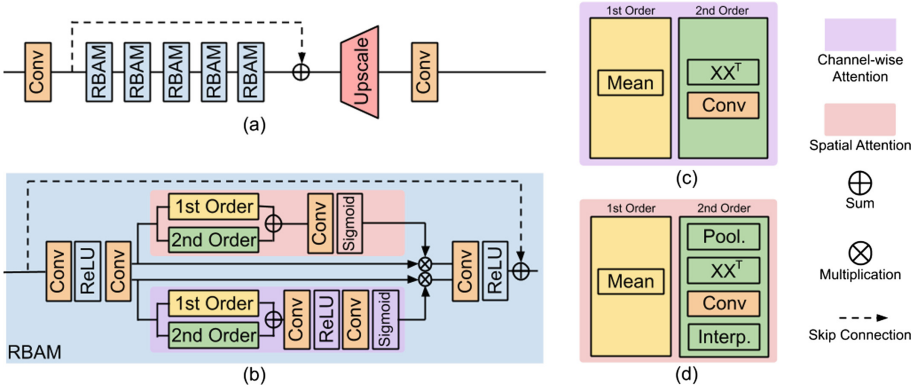 Conv
RBAM
RBAM
RBAM
RBAM
RBAM
Upscale
Conv
(a)
Conv
ReLU
Conv
1st Order
2nd Order
Conv
Sigmoid
1st Order
2nd Order
Conv
ReLU
Conv
Sigmoid
Conv
ReLU
RBAM
(b)
1st Order
2nd Order
Mean
XXᵀ
Conv
(c)
1st Order
2nd Order
Mean
Pool.
XXᵀ
Conv
Interp.
(d)
Channel-wise
Attention
Spatial Attention
Sum
Multiplication
Skip Connection